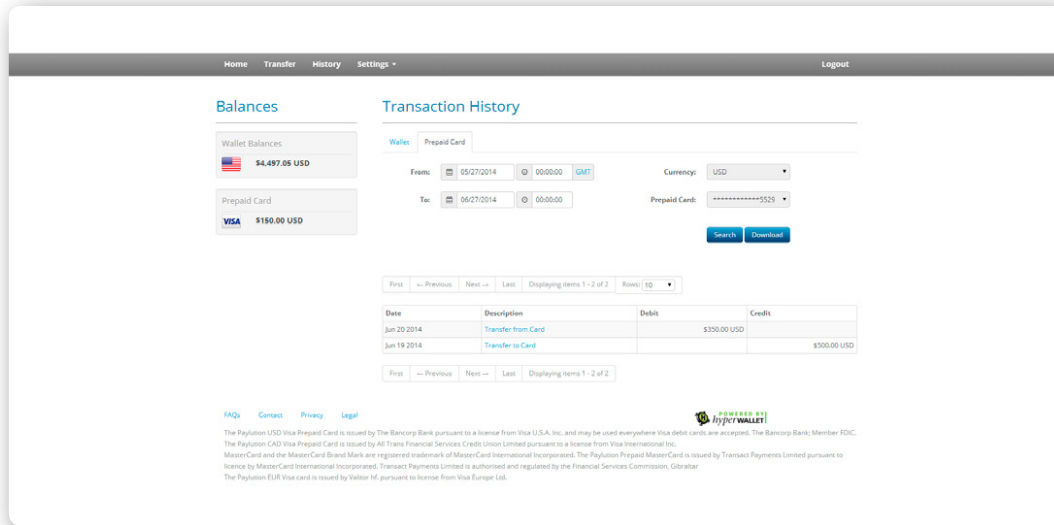 Home Transfer History Settings Logout
Balances
Wallet Balances
$4,497.05 USD
Prepaid Card
VISA $150.00 USD
Transaction History
Wallet Prepaid Card
From: 05/27/2014 00:00:00 GMT Currency: USD
To: 06/27/2014 00:00:00 Prepaid Card: ************5529
Search Download
First ← Previous Next → Last Displaying items 1 - 2 of 2 Rows: 10
Date Description Debit Credit
Jun 20 2014 Transfer from Card $350.00 USD
Jun 19 2014 Transfer to Card $500.00 USD
First ← Previous Next → Last Displaying items 1 - 2 of 2
FAQs Contact Privacy Legal
POWERED BY
hyperWALLET
The Paylution USD Visa Prepaid Card is issued by The Bancorp Bank pursuant to a license from Visa U.S.A. Inc. and may be used everywhere Visa debit cards are accepted. The Bancorp Bank; Member FDIC.
The Paylution CAD Visa Prepaid Card is issued by All Trans Financial Services Credit Union Limited pursuant to a license from Visa International Inc.
MasterCard and the MasterCard Brand Mark are registered trademark of MasterCard International Incorporated. The Paylution Prepaid MasterCard is issued by Transact Payments Limited pursuant to
licence by MasterCard International Incorporated. Transact Payments Limited is authorised and regulated by the Financial Services Commission, Gibraltar
The Paylution EUR Visa card is issued by Valitor hf. pursuant to license from Visa Europe Ltd.